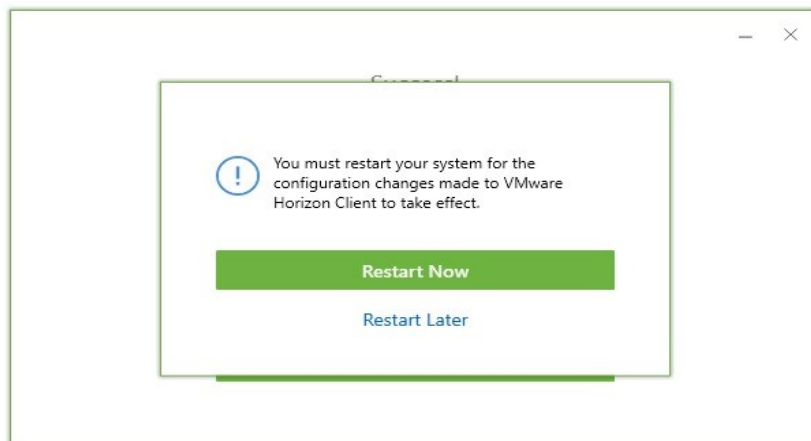 You must restart your system for the
configuration changes made to VMware
Horizon Client to take effect.
Restart Now
Restart Later